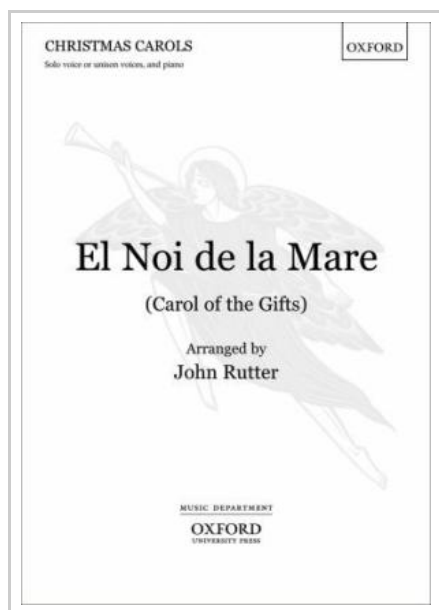 CHRISTMAS CAROLS
OXFORD
Solo voice or unison voices, and piano
El Noi de la Mare
(Carol of the Gifts)
Arranged by
John Rutter
MUSIC DEPARTMENT
OXFORD
UNIVERSITY PRESS